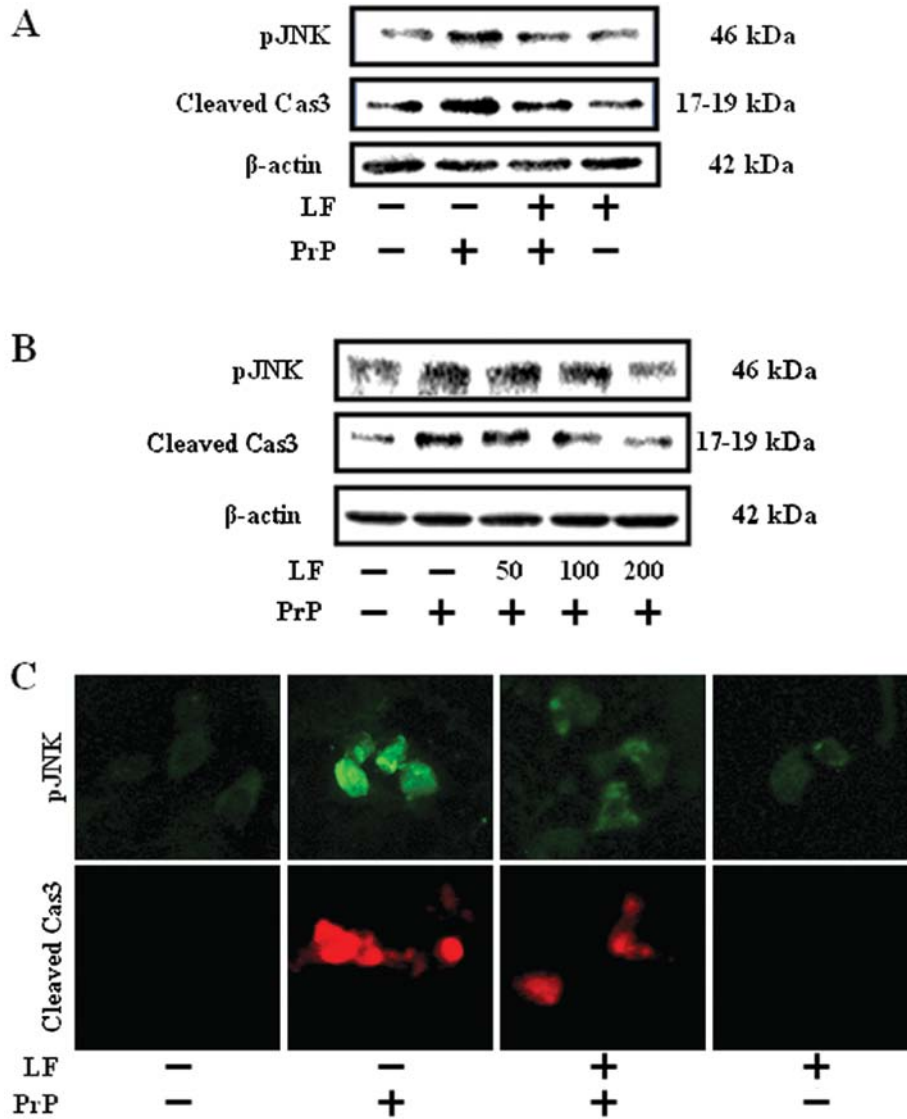 A
pJNK 46 kDa
Cleaved Cas3 17-19 kDa
β-actin 42 kDa
LF − − + +
PrP − + + −
B
pJNK 46 kDa
Cleaved Cas3 17-19 kDa
β-actin 42 kDa
LF − − 50 100 200
PrP − + + + +
C
pJNK
Cleaved Cas3
LF − − + +
PrP − + + −